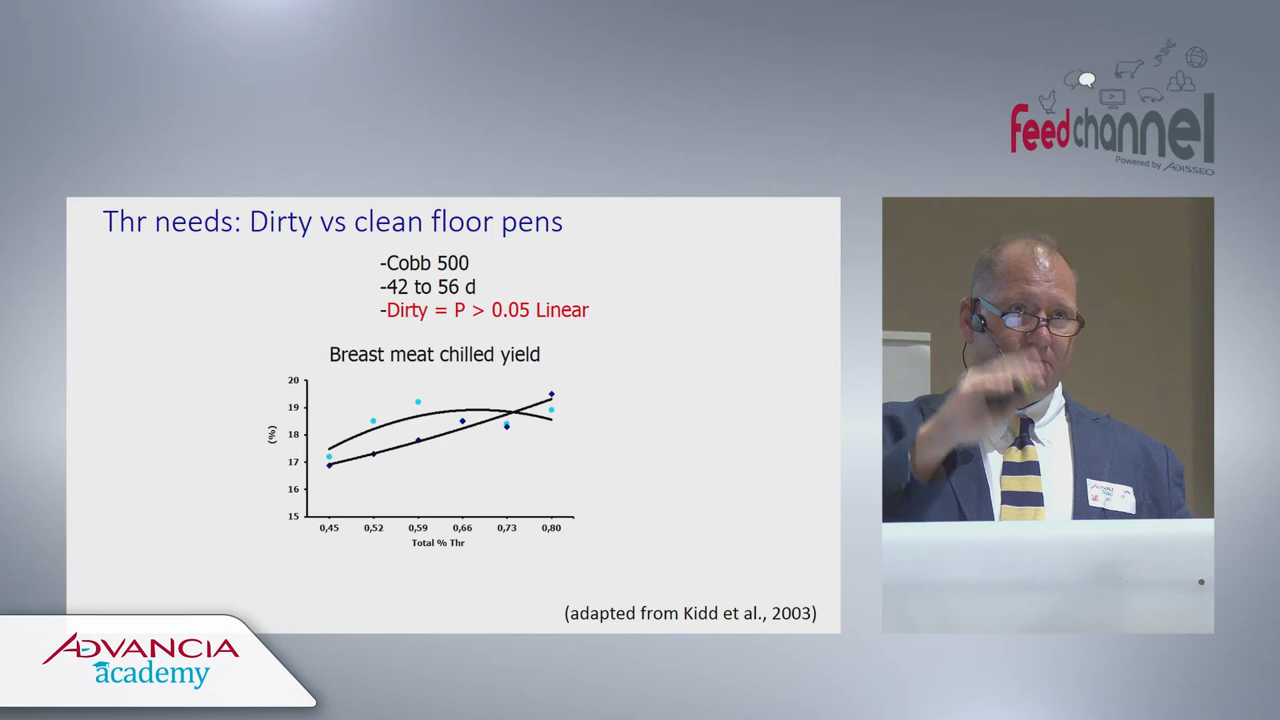 feedchannel
Powered by ADISSEO
Thr needs: Dirty vs clean floor pens
-Cobb 500
-42 to 56 d
-Dirty = P > 0.05 Linear
Breast meat chilled yield
20
19
18
17
16
15
(%)
0,45 0,52 0,59 0,66 0,73 0,80
Total % Thr
(adapted from Kidd et al., 2003)
ADVANCIA
ADVANCIA
academy